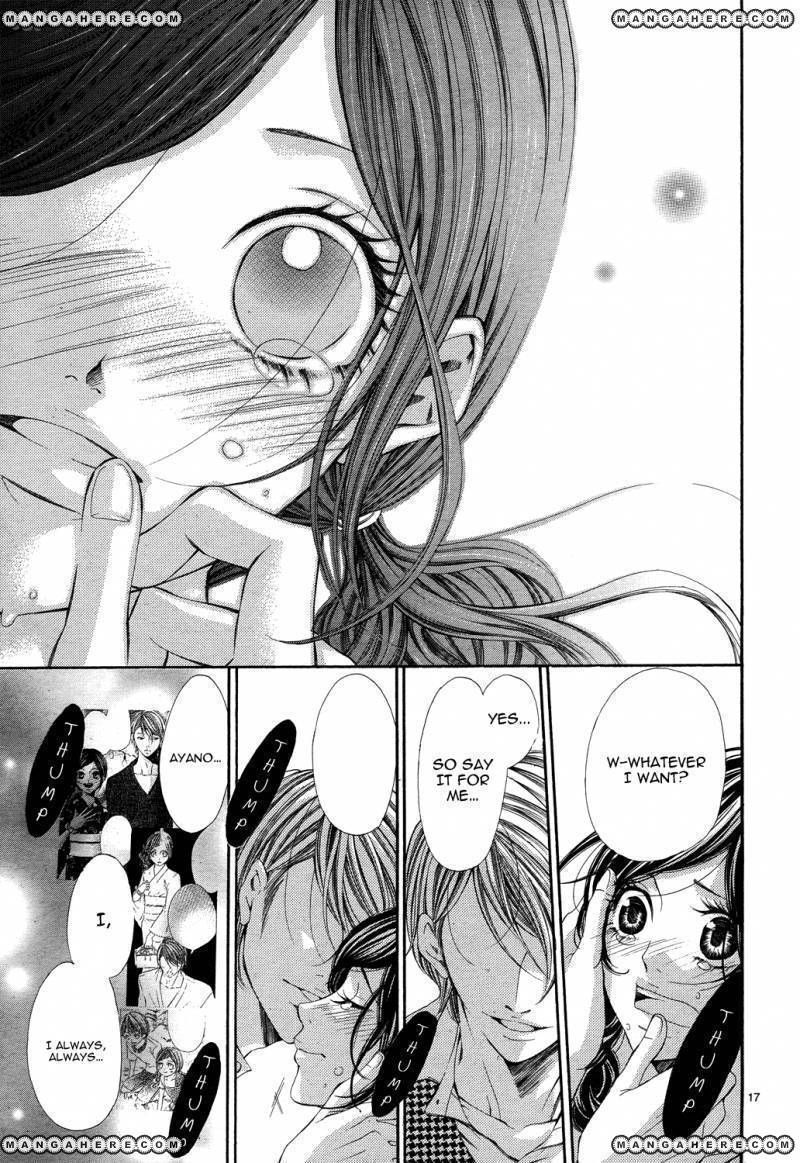 MANGAHERE.COM
MANGAHERE.COM
W-WHATEVER
I WANT?
THUMP
YES...
SO SAY
IT FOR
ME...
THUMP
THUMP
AYANO...
THUMP
I,
I ALWAYS,
ALWAYS...
THUMP
17
MANGAHERE.COM
MANGAHERE.COM